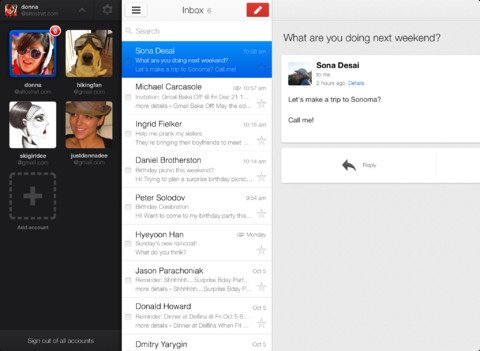 donna
@altostrat.com
6
donna
@altostrat.com
hikingfan
@gmail.com
skigirldee
@gmail.com
justdonnadee
@gmail.com
Add account
Sign out of all accounts
Inbox 6
Search
Sona Desai 10:58 am
What are you doing next weekend?
Let's make a trip to Sonoma? Call me!
Michael Carcasole 10:57 am
Invitation: Gmail Bake Off! @ Fri Dec 21 1...
more details » Gmail Bake Off! May the od...
Ingrid Fielker 10:16 am
Help me prank my sisters
They're bringing their boyfriends to meet ...
Daniel Brotherston 10:14 am
Birthday picnic this weekend?
Hi! Trying to plan a surprise birthday picnic...
Peter Solodov 9:54 am
Birthday Celebration
Hi! Want to come to my birthday party this...
Hyeyoon Han Monday
Sunday's new raincoat!
What do you think?
Jason Parachoniak Oct 5
Reminder: Shhhhhh....Surprise Bday Part...
more details » Shhhhhh....Surprise Bday P...
Donald Howard Oct 5
Reminder: Dinner at Delfina @ Fri Oct 5 8...
more details » Dinner at Delfina When Fri ...
Dmitry Yarygin Oct 5
What are you doing next weekend?
Sona Desai
to me
2 hours ago Details
Let's make a trip to Sonoma?
Call me!
Reply